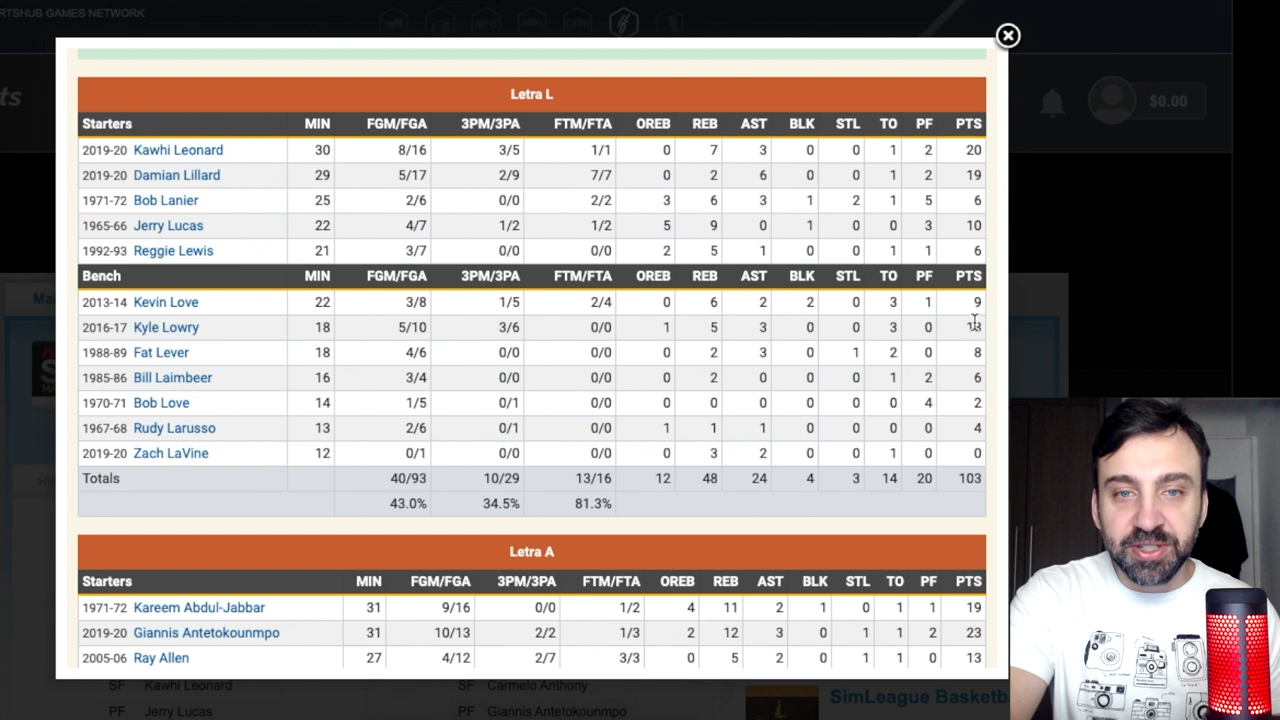 RTSHUB GAMES NETWORK
ts
$0.00
Letra L
Starters MIN FGM/FGA 3PM/3PA FTM/FTA OREB REB AST BLK STL TO PF PTS
2019-20 Kawhi Leonard 30 8/16 3/5 1/1 0 7 3 0 0 1 2 20
2019-20 Damian Lillard 29 5/17 2/9 7/7 0 2 6 0 0 1 2 19
1971-72 Bob Lanier 25 2/6 0/0 2/2 3 6 3 1 2 1 5 6
1965-66 Jerry Lucas 22 4/7 1/2 1/2 5 9 0 1 0 0 3 10
1992-93 Reggie Lewis 21 3/7 0/0 0/0 2 5 1 0 0 1 1 6
Bench MIN FGM/FGA 3PM/3PA FTM/FTA OREB REB AST BLK STL TO PF PTS
2013-14 Kevin Love 22 3/8 1/5 2/4 0 6 2 2 0 3 1 9
2016-17 Kyle Lowry 18 5/10 3/6 0/0 1 5 3 0 0 3 0
1988-89 Fat Lever 18 4/6 0/0 0/0 0 2 3 0 1 2 0 8
1985-86 Bill Laimbeer 16 3/4 0/0 0/0 0 2 0 0 0 1 2 6
1970-71 Bob Love 14 1/5 0/1 0/0 0 0 0 0 0 0 4 2
1967-68 Rudy Larusso 13 2/6 0/1 0/0 1 1 1 0 0 0 0 4
2019-20 Zach LaVine 12 0/1 0/0 0/0 0 3 2 0 0 1 0 0
Totals 40/93 10/29 13/16 12 48 24 4 3 14 20 103
43.0% 34.5% 81.3%
Letra A
Starters MIN FGM/FGA 3PM/3PA FTM/FTA OREB REB AST BLK STL TO PF PTS
1971-72 Kareem Abdul-Jabbar 31 9/16 0/0 1/2 4 11 2 1 0 1 1 19
2019-20 Giannis Antetokounmpo 31 10/13 2/2 1/3 2 12 3 0 1 1 2 23
2005-06 Ray Allen 27 4/12 2/7 3/3 0 5 2 0 1 1 0 13
SF Kawhi Leonard SF Carmelo Anthony
PF Jerry Lucas PF Giannis Antetokounmpo
SimLeague Basketb